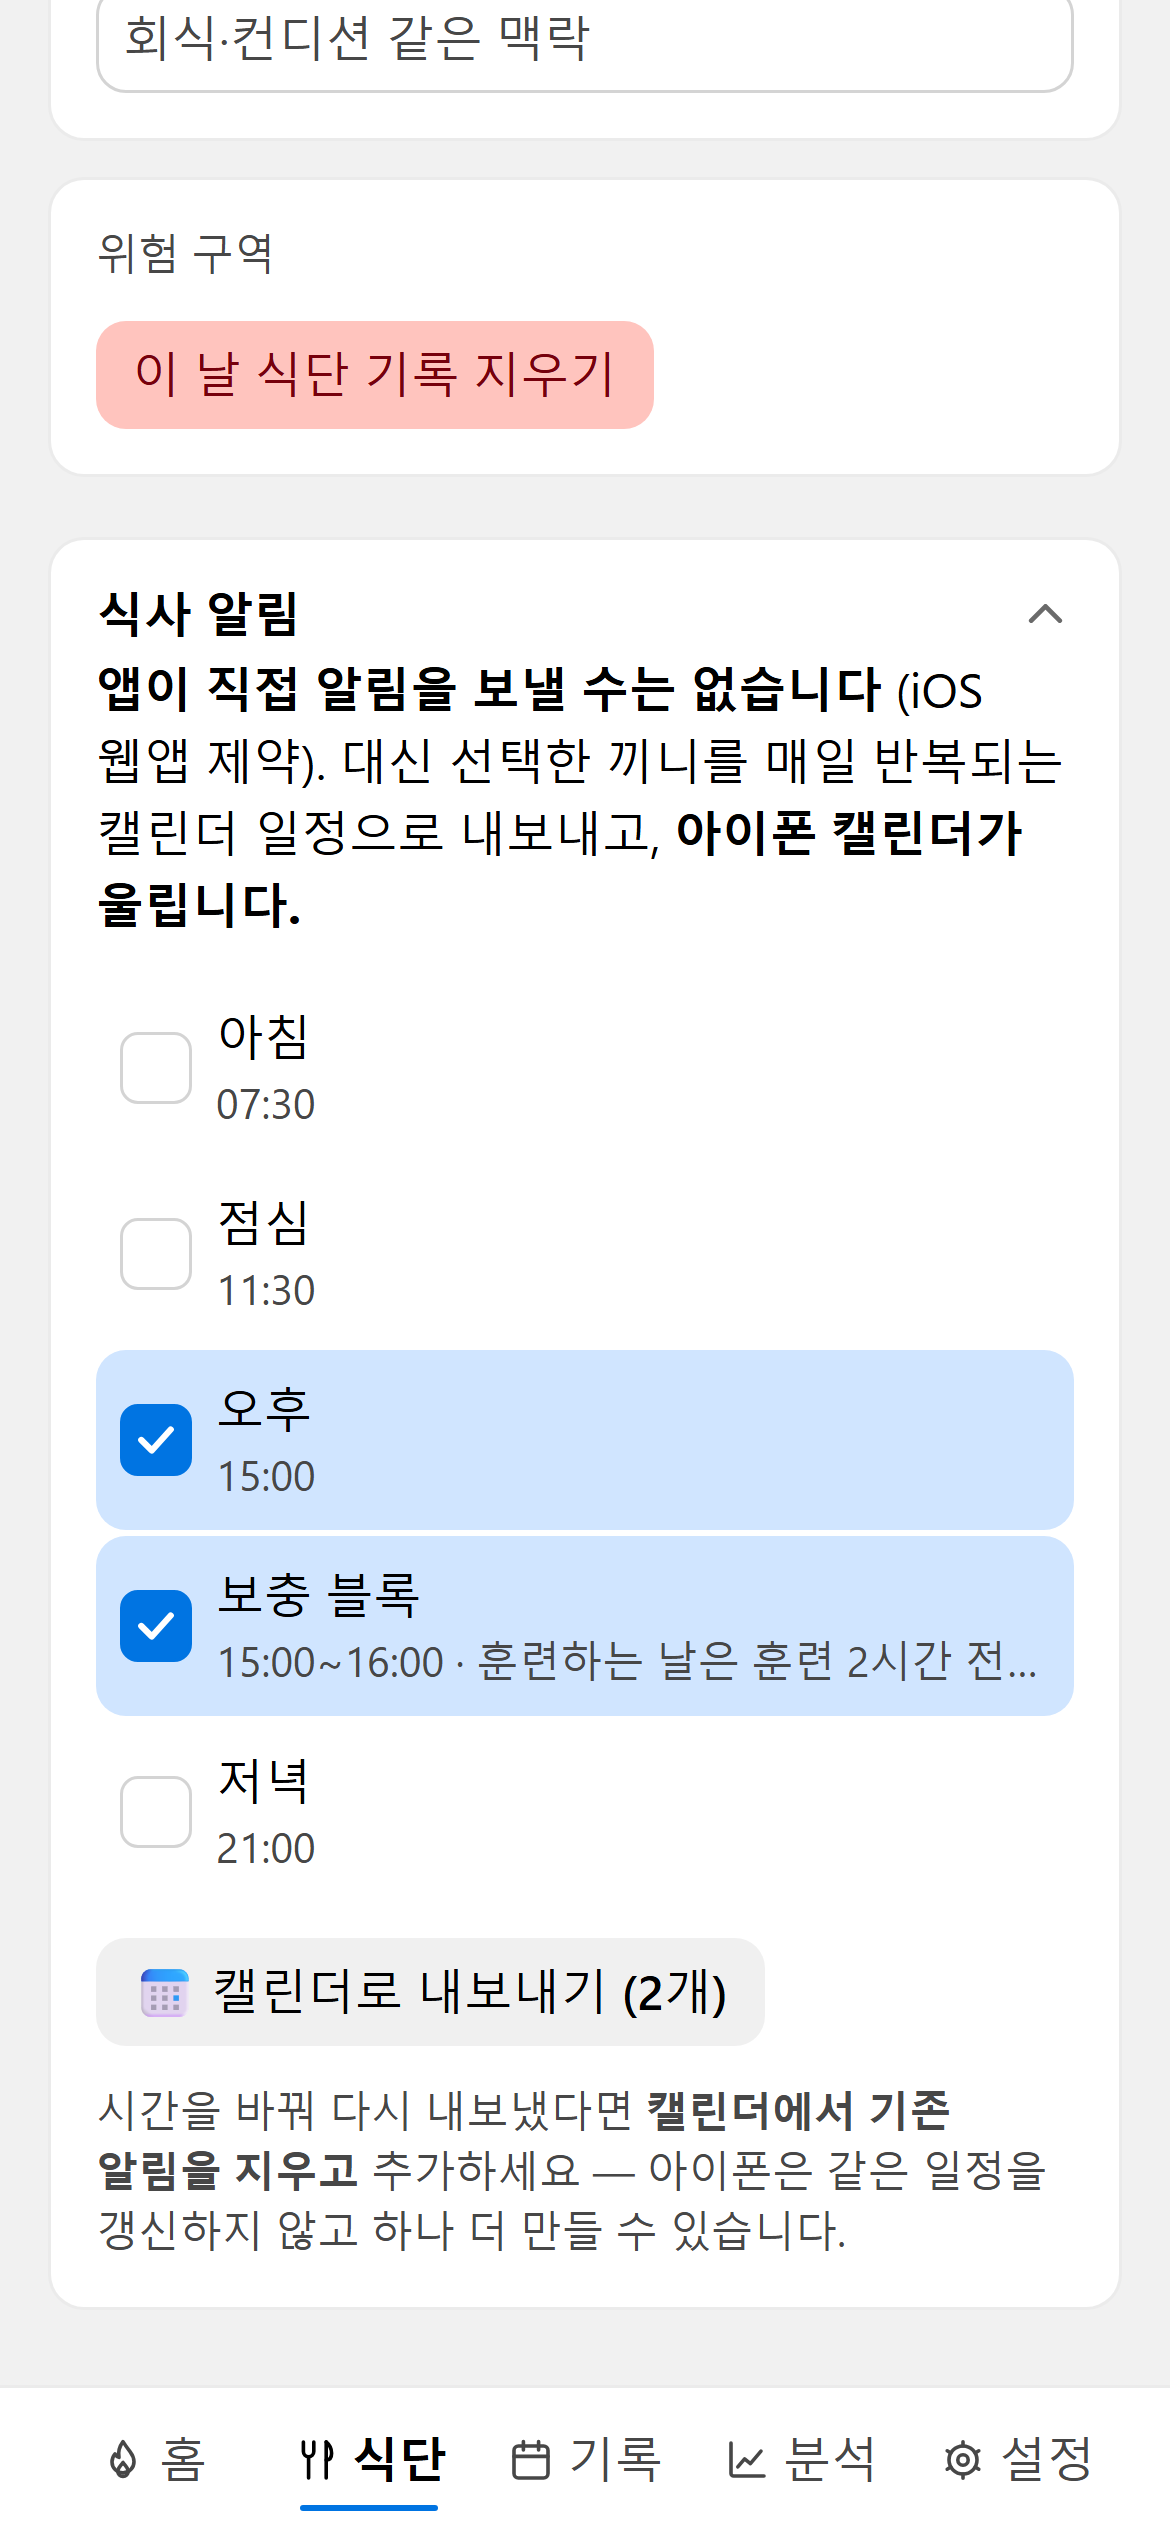 회식·컨디션 같은 맥락
위험 구역
이 날 식단 기록 지우기
식사 알림
앱이 직접 알림을 보낼 수는 없습니다 (iOS
웹앱 제약). 대신 선택한 끼니를 매일 반복되는
캘린더 일정으로 내보내고, 아이폰 캘린더가
울립니다.
아침
07:30
점심
11:30
오후
15:00
보충 블록
15:00~16:00 · 훈련하는 날은 훈련 2시간 전...
저녁
21:00
캘린더로 내보내기 (2개)
시간을 바꿔 다시 내보냈다면 캘린더에서 기존
알림을 지우고 추가하세요 — 아이폰은 같은 일정을
갱신하지 않고 하나 더 만들 수 있습니다.
홈 식단 기록 분석 설정